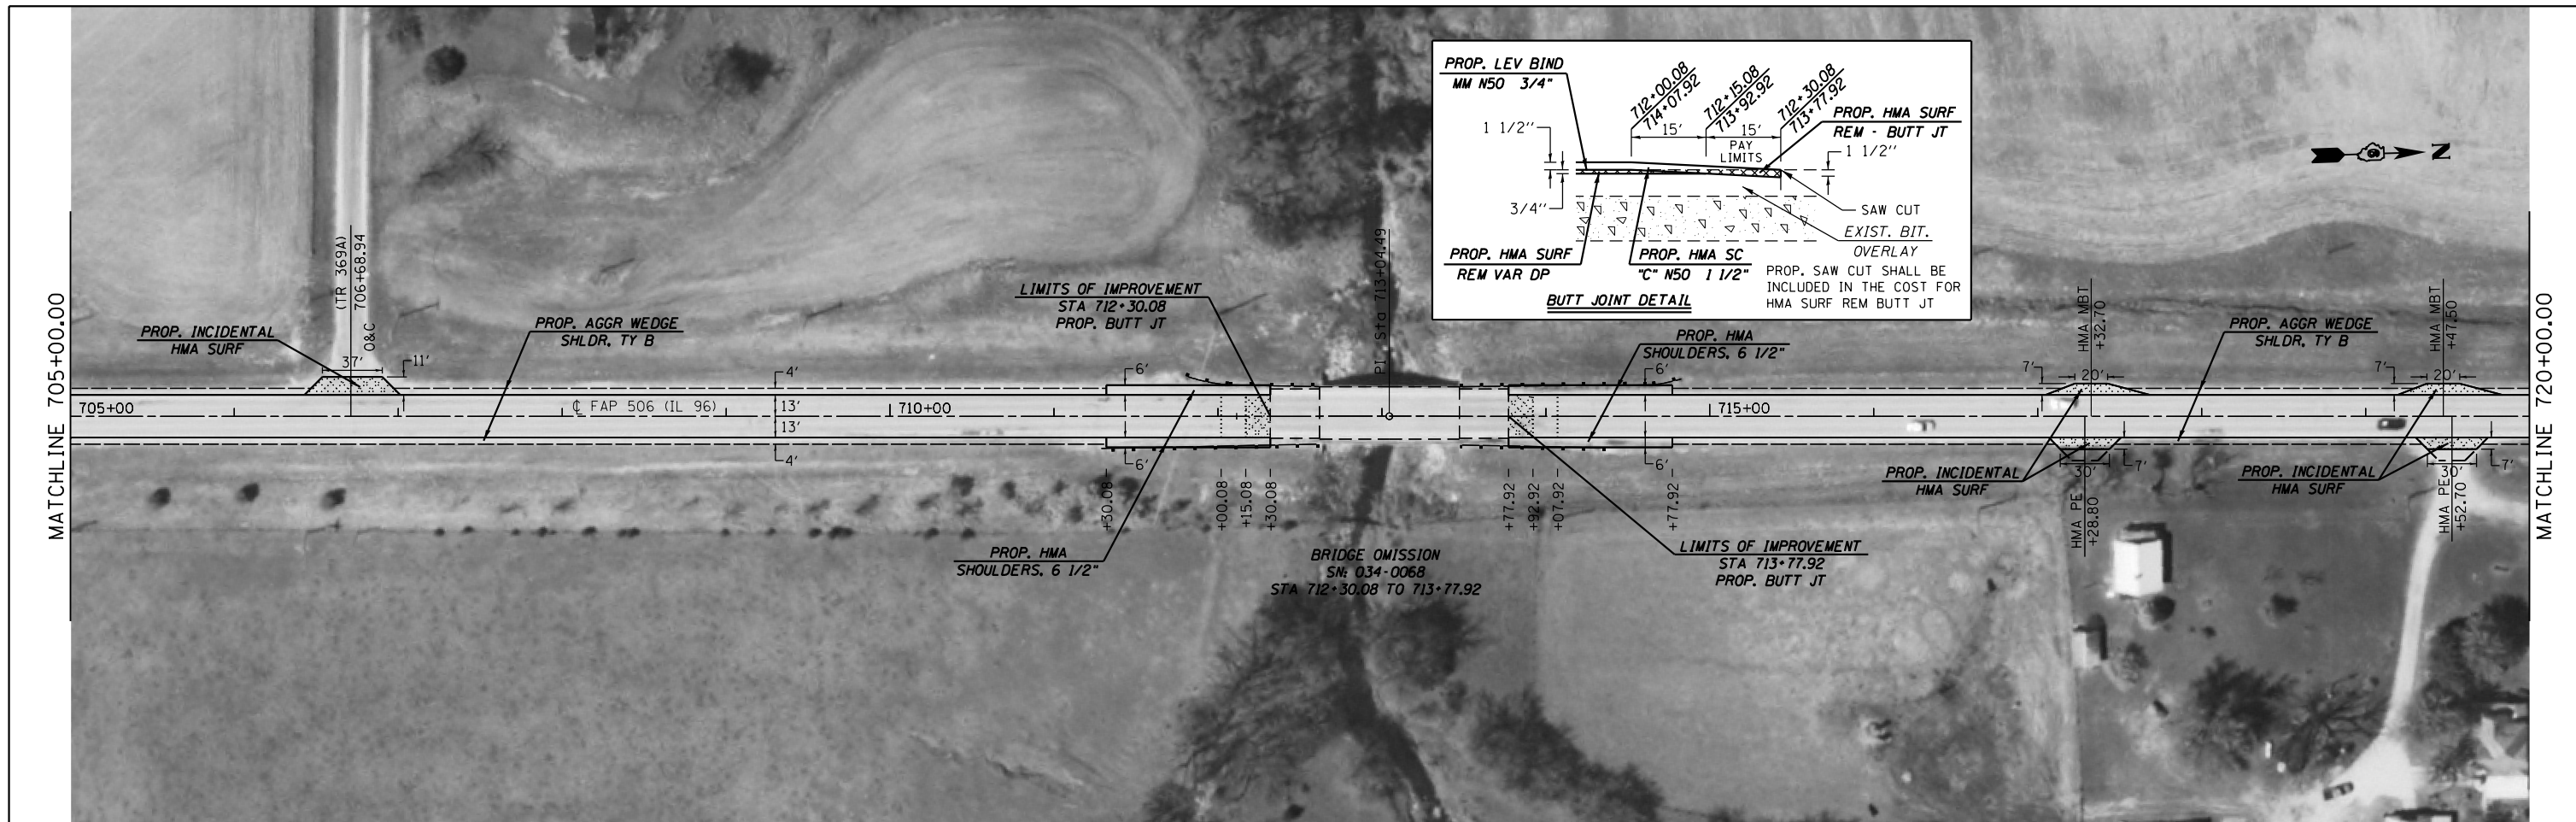 MATCHLINE 705+00.00
(TR 369A)
706+68.94
O&C
PROP. INCIDENTAL
HMA SURF
37'
11'
PROP. AGGR WEDGE
SHLDR, TY B
705+00
℄ FAP 506 (IL 96)
4'
13'
13'
4'
710+00
LIMITS OF IMPROVEMENT
STA 712+30.08
PROP. BUTT JT
6'
6'
+30.08
+00.08
+15.08
+30.08
PROP. HMA
SHOULDERS, 6 1/2"
PI Sta 713+04.49
BRIDGE OMISSION
SN: 034-0068
STA 712+30.08 TO 713+77.92
PROP. LEV BIND
MM N50 3/4"
712+00.08
714+07.92
712+15.08
713+92.92
712+30.08
713+77.92
15'
15'
PAY
LIMITS
PROP. HMA SURF
REM - BUTT JT
1 1/2"
1 1/2"
3/4"
SAW CUT
EXIST. BIT.
OVERLAY
PROP. HMA SURF
REM VAR DP
PROP. HMA SC
"C" N50 1 1/2"
PROP. SAW CUT SHALL BE
INCLUDED IN THE COST FOR
HMA SURF REM BUTT JT
BUTT JOINT DETAIL
PROP. HMA
SHOULDERS, 6 1/2"
6'
6'
+77.92
+92.92
+07.92
+77.92
LIMITS OF IMPROVEMENT
STA 713+77.92
PROP. BUTT JT
715+00
N
HMA MBT
+32.70
7'
20'
PROP. INCIDENTAL
HMA SURF
30'
7'
HMA PE
+28.80
PROP. AGGR WEDGE
SHLDR, TY B
HMA MBT
+47.50
7'
20'
PROP. INCIDENTAL
HMA SURF
30'
7'
HMA PE
+52.70
MATCHLINE 720+00.00